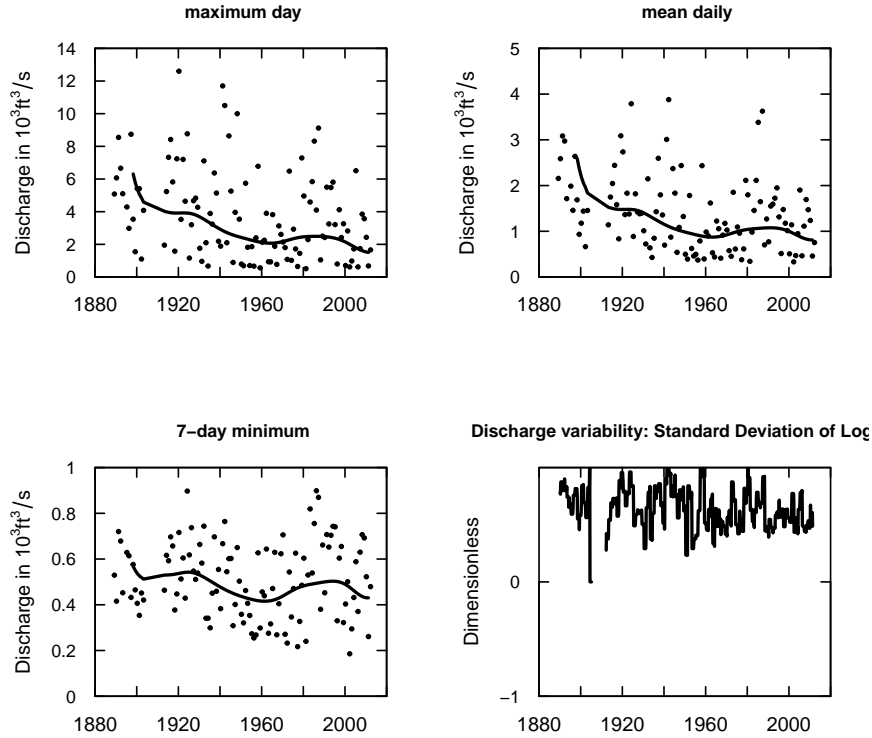 maximum day
Discharge in 10³ft³/s
14
12
10
8
6
4
2
0
1880 1920 1960 2000
mean daily
Discharge in 10³ft³/s
5
4
3
2
1
0
1880 1920 1960 2000
7−day minimum
Discharge in 10³ft³/s
1
0.8
0.6
0.4
0.2
0
1880 1920 1960 2000
Discharge variability: Standard Deviation of Log
Dimensionless
0
−1
1880 1920 1960 2000